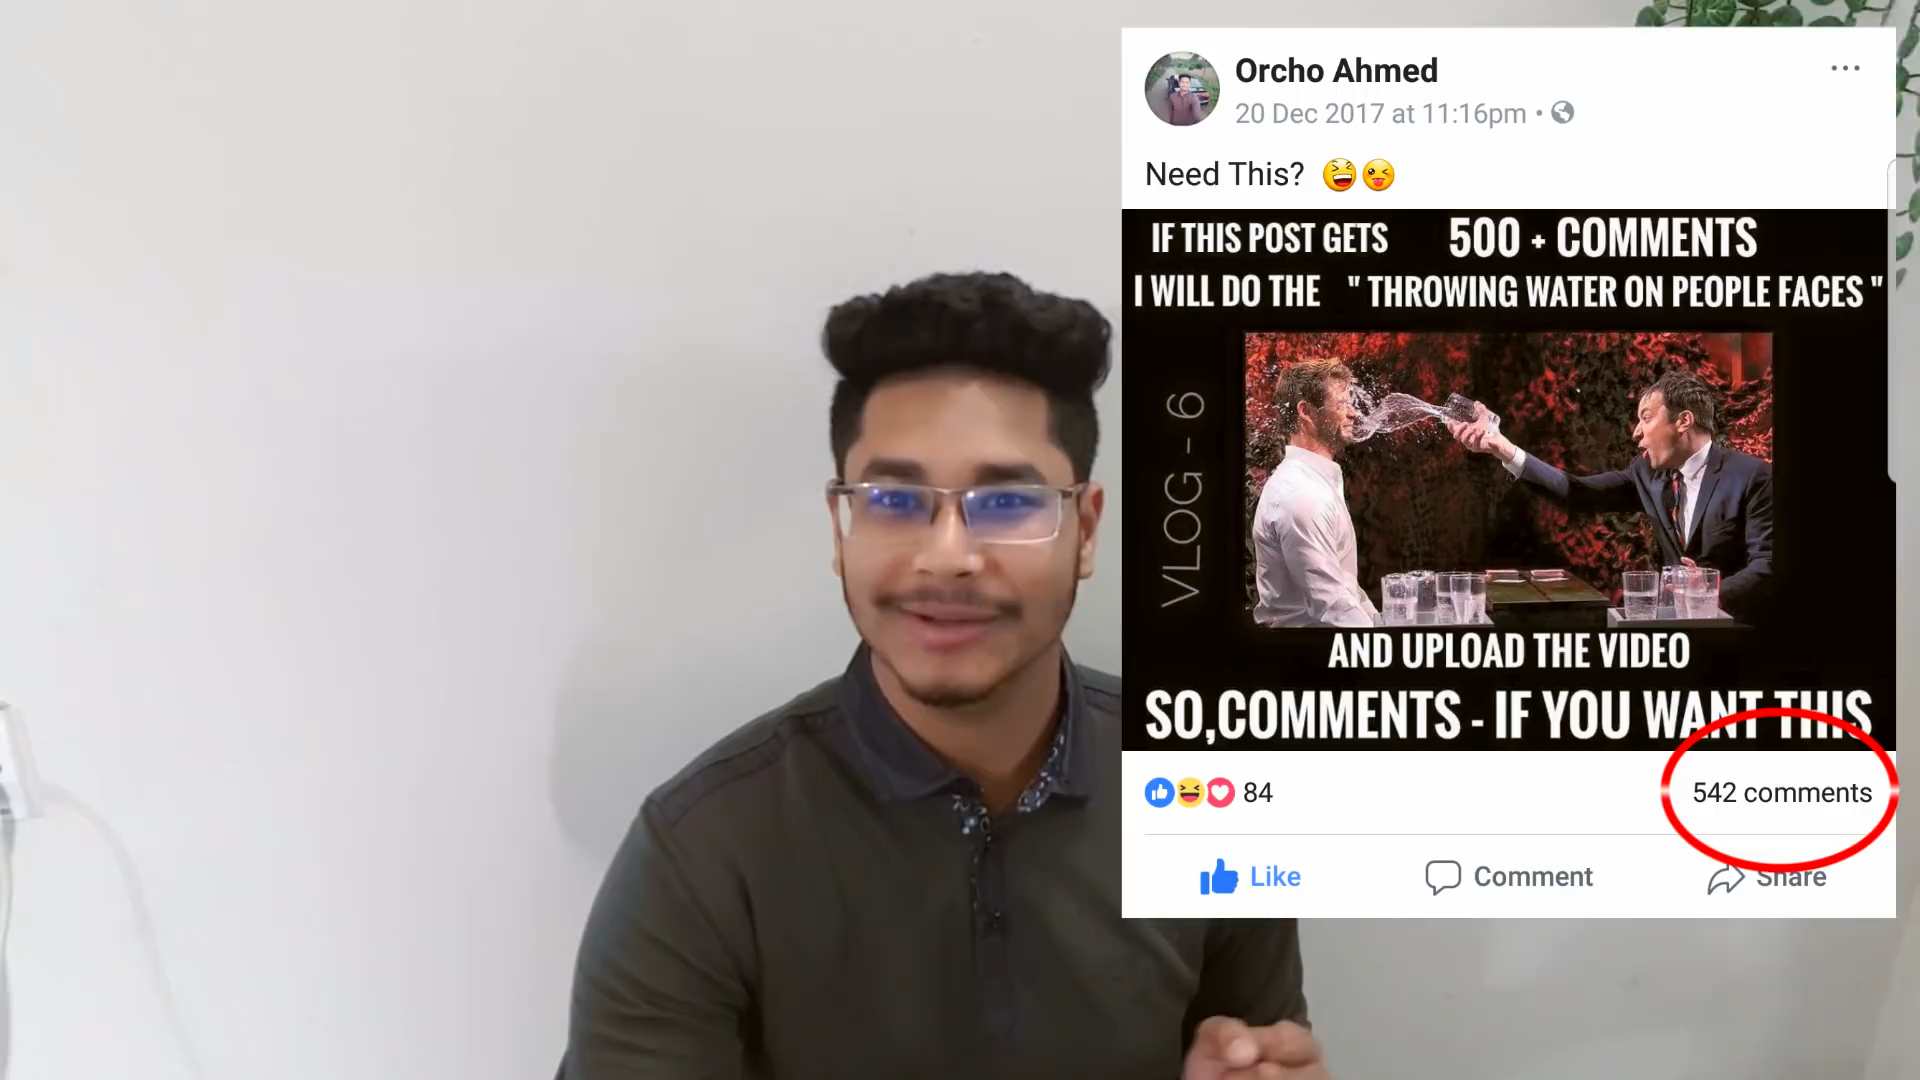 Orcho Ahmed
20 Dec 2017 at 11:16pm •
Need This? 😆😜
IF THIS POST GETS 500 + COMMENTS
I WILL DO THE " THROWING WATER ON PEOPLE FACES "
VLOG - 6
AND UPLOAD THE VIDEO
SO,COMMENTS - IF YOU WANT THIS
84
542 comments
Like
Comment
Share